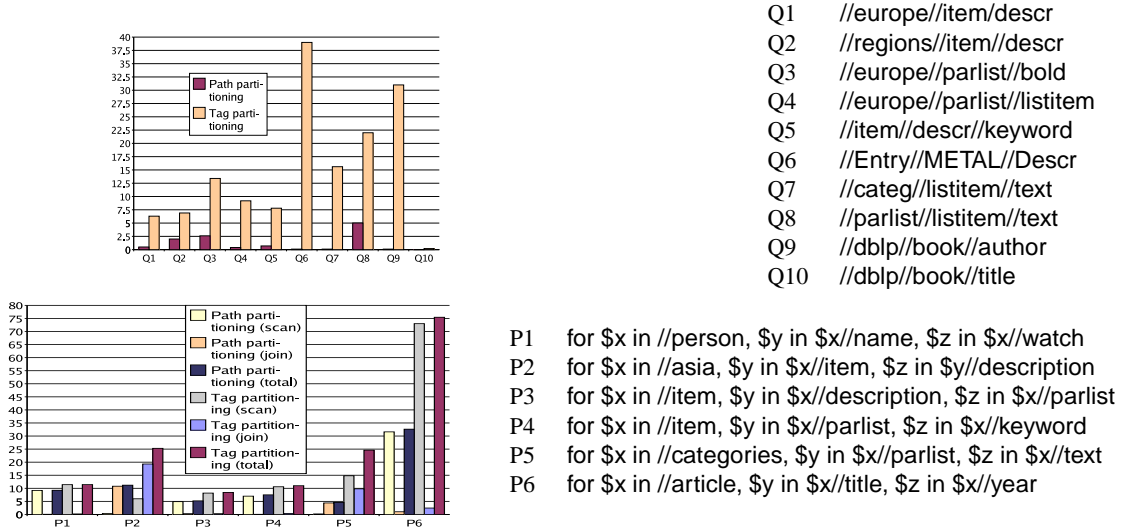 40
37,5
35
32,5
30
27,5
25
22,5
20
17,5
15
12,5
10
7,5
5
2,5
0
Path parti-
tioning
Tag parti-
tioning
Q1 Q2 Q3 Q4 Q5 Q6 Q7 Q8 Q9 Q10
Q1 //europe//item/descr
Q2 //regions//item//descr
Q3 //europe//parlist//bold
Q4 //europe//parlist//listitem
Q5 //item//descr//keyword
Q6 //Entry//METAL//Descr
Q7 //categ//listitem//text
Q8 //parlist//listitem//text
Q9 //dblp//book//author
Q10 //dblp//book//title
80
75
70
65
60
55
50
45
40
35
30
25
20
15
10
5
0
Path parti-
tioning (scan)
Path parti-
tioning (join)
Path parti-
tioning (total)
Tag partition-
ing (scan)
Tag partition-
ing (join)
Tag partition-
ing (total)
P1 P2 P3 P4 P5 P6
P1 for $x in //person, $y in $x//name, $z in $x//watch
P2 for $x in //asia, $y in $x//item, $z in $y//description
P3 for $x in //item, $y in $x//description, $z in $x//parlist
P4 for $x in //item, $y in $x//parlist, $z in $x//keyword
P5 for $x in //categories, $y in $x//parlist, $z in $x//text
P6 for $x in //article, $y in $x//title, $z in $x//year